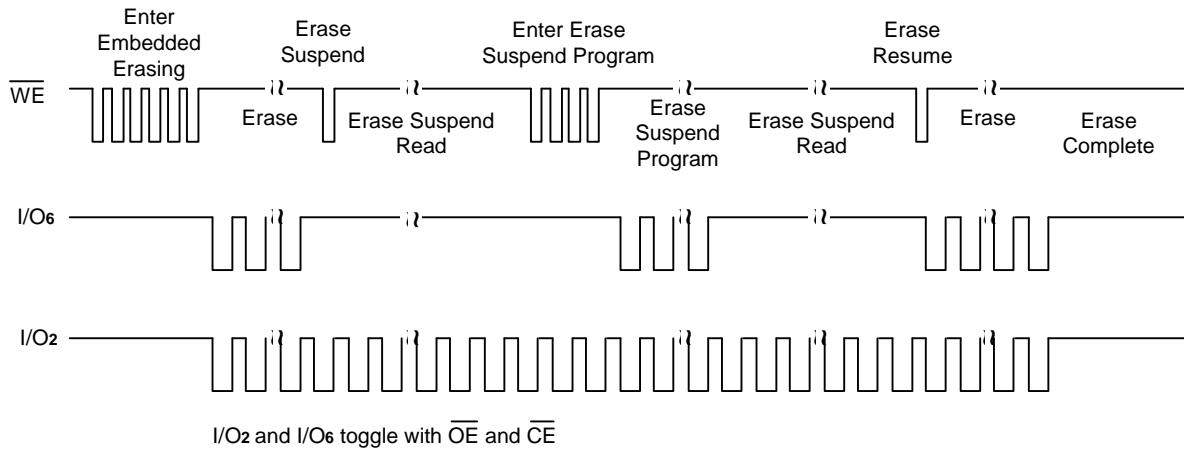 Enter
Embedded
Erasing
Erase
Suspend
Enter Erase
Suspend Program
Erase
Resume
WE
Erase
Erase Suspend
Read
Erase
Suspend
Program
Erase Suspend
Read
Erase
Erase
Complete
I/O6
I/O2
I/O2 and I/O6 toggle with OE and CE